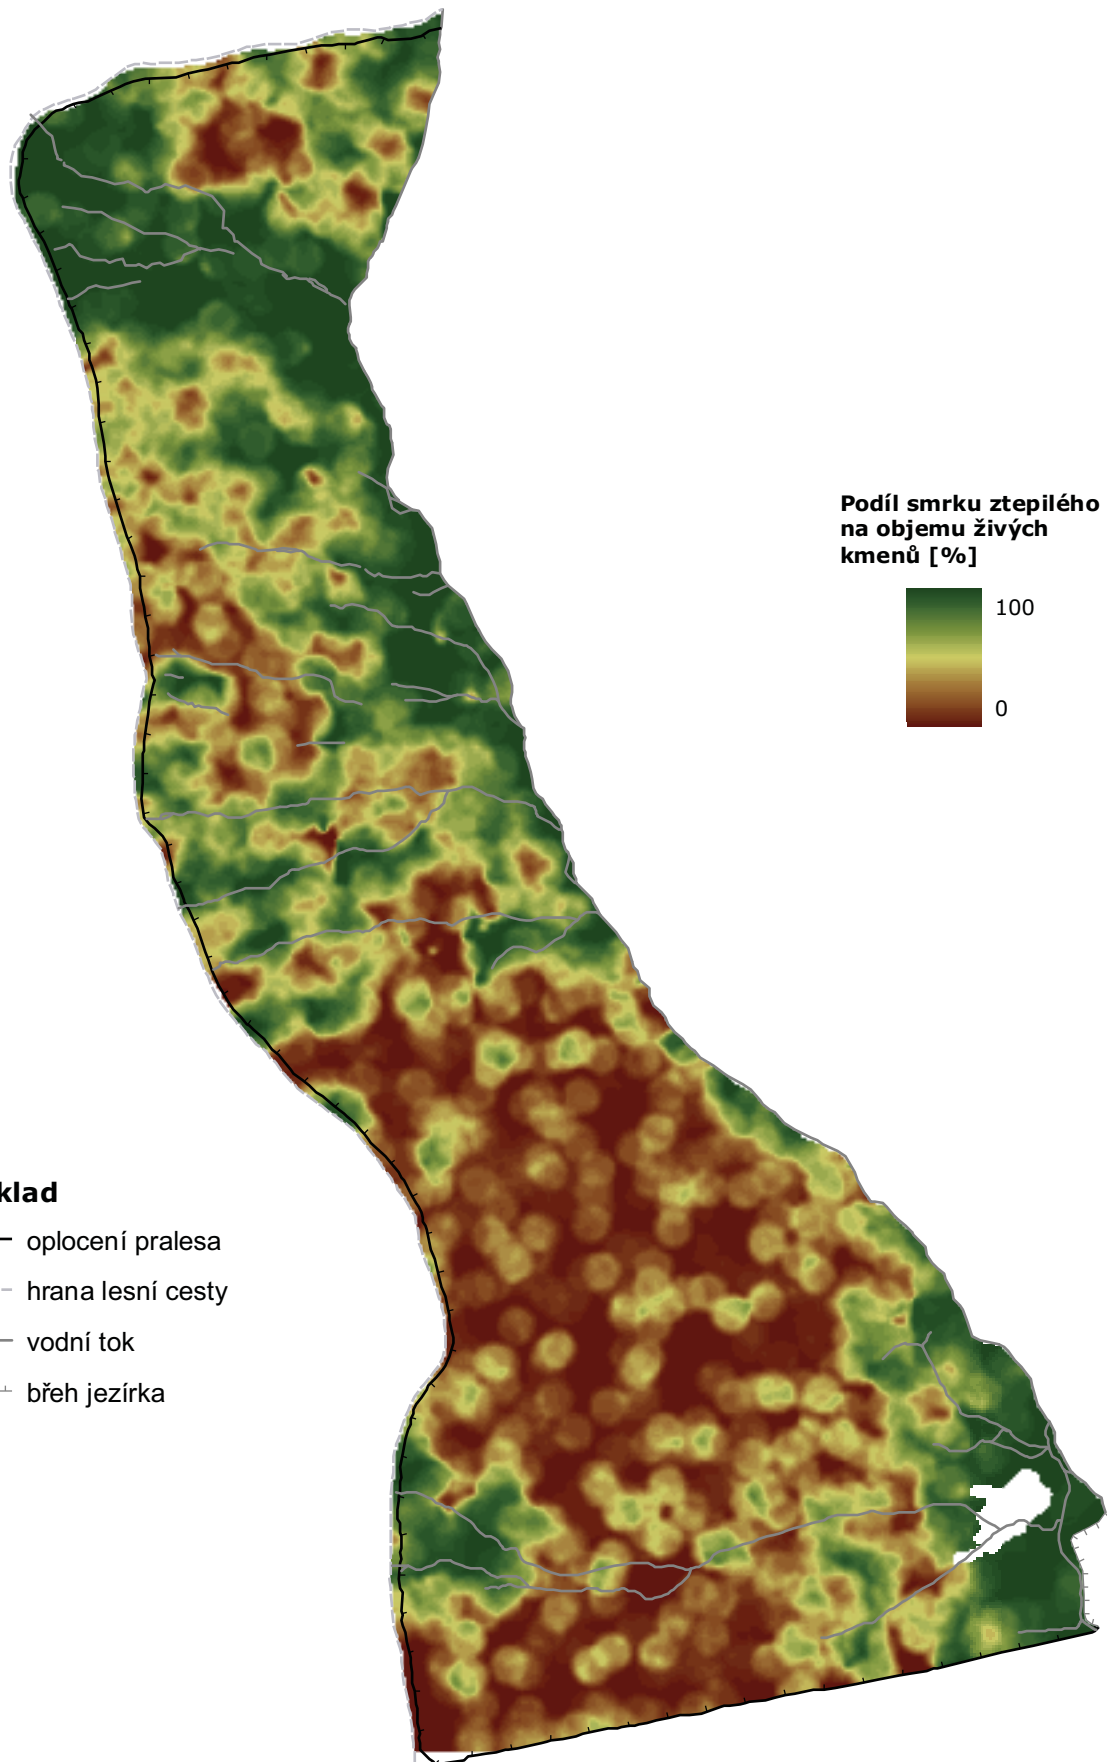 Podíl smrku ztepilého
na objemu živých
kmenů [%]
100
0
klad
oplocení pralesa
hrana lesní cesty
vodní tok
břeh jezírka